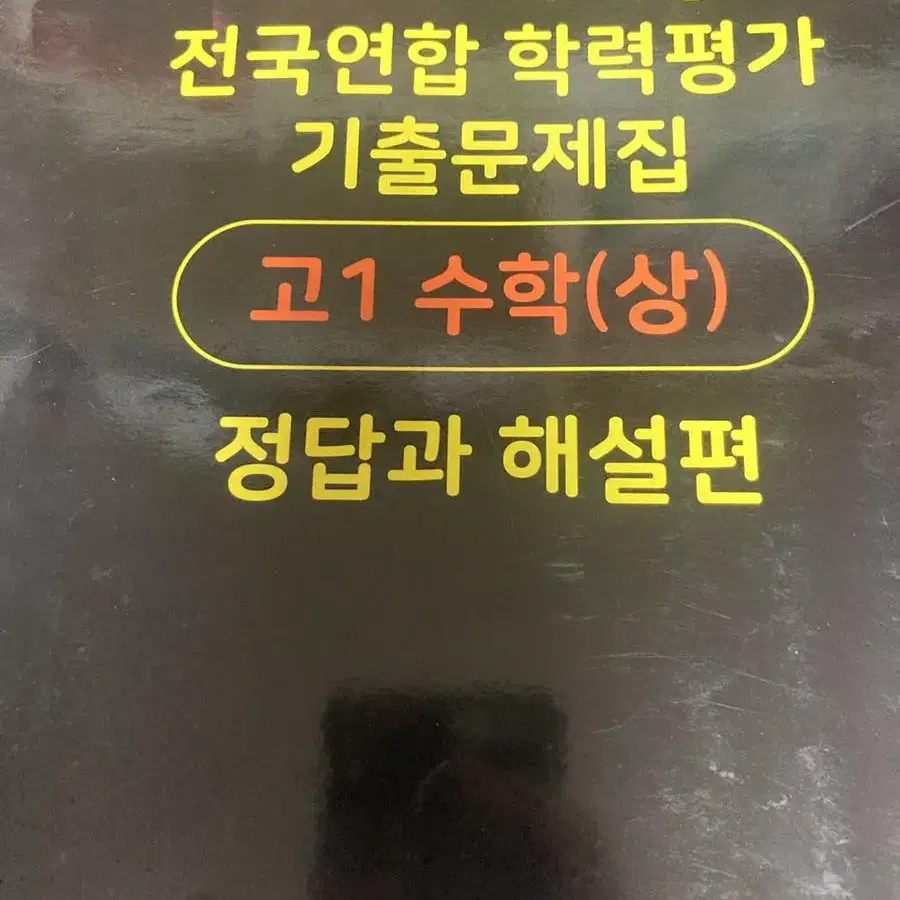 전국연합 학력평가
기출문제집
고1 수학(상)
정답과 해설편